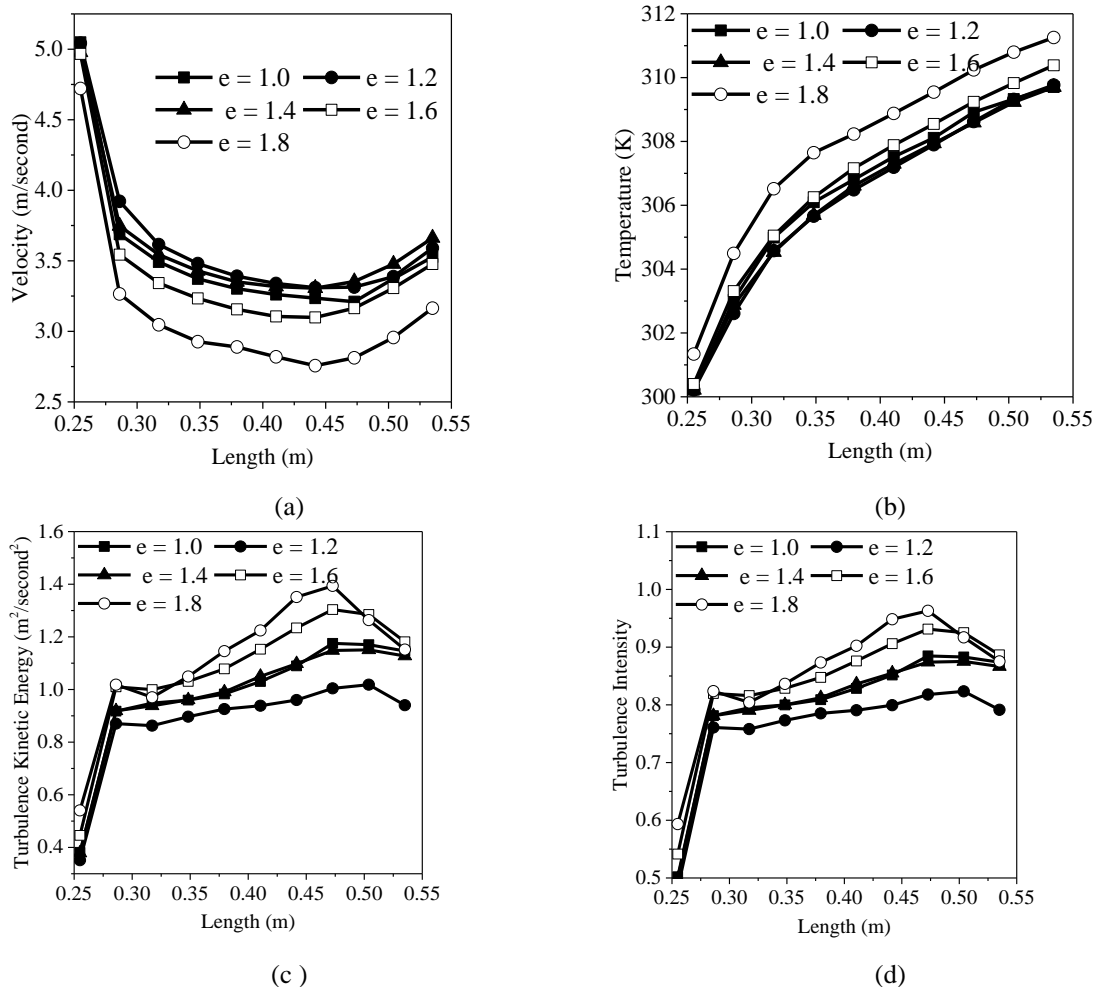 5.0
4.5
4.0
3.5
3.0
2.5
Velocity (m/second)
e = 1.0 e = 1.2
e = 1.4 e = 1.6
e = 1.8
0.25 0.30 0.35 0.40 0.45 0.50 0.55
Length (m)
(a)
312
310
308
306
304
302
300
Temperature (K)
e = 1.0 e = 1.2
e = 1.4 e = 1.6
e = 1.8
0.25 0.30 0.35 0.40 0.45 0.50 0.55
Length (m)
(b)
1.6
1.4
1.2
1.0
0.8
0.6
0.4
Turbulence Kinetic Energy (m²/second²)
e = 1.0 e = 1.2
e = 1.4 e = 1.6
e = 1.8
0.25 0.30 0.35 0.40 0.45 0.50 0.55
Length (m)
(c )
1.1
1.0
0.9
0.8
0.7
0.6
0.5
Turbulence Intensity
e = 1.0 e = 1.2
e = 1.4 e = 1.6
e = 1.8
0.25 0.30 0.35 0.40 0.45 0.50 0.55
Length (m)
(d)